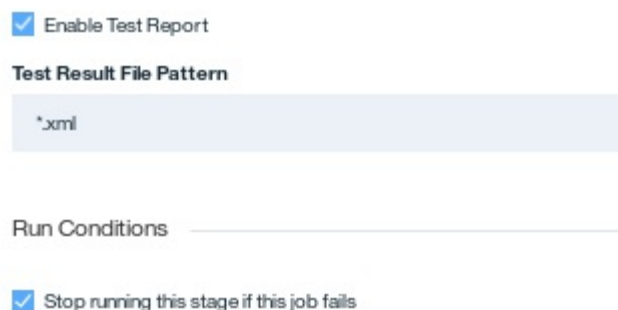 Enable Test Report
Test Result File Pattern
*.xml
Run Conditions
Stop running this stage if this job fails